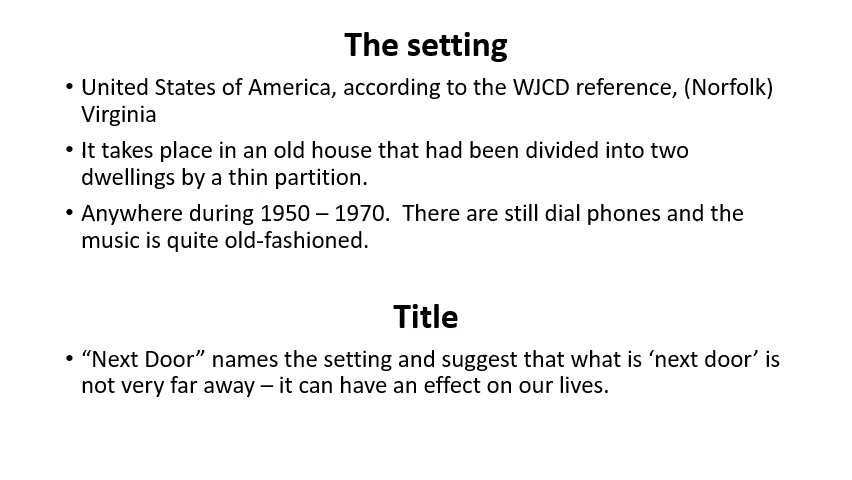 The setting
• United States of America, according to the WJCD reference, (Norfolk)
Virginia
• It takes place in an old house that had been divided into two
dwellings by a thin partition.
• Anywhere during 1950 – 1970.  There are still dial phones and the
music is quite old-fashioned.
Title
• “Next Door” names the setting and suggest that what is ‘next door’ is
not very far away – it can have an effect on our lives.